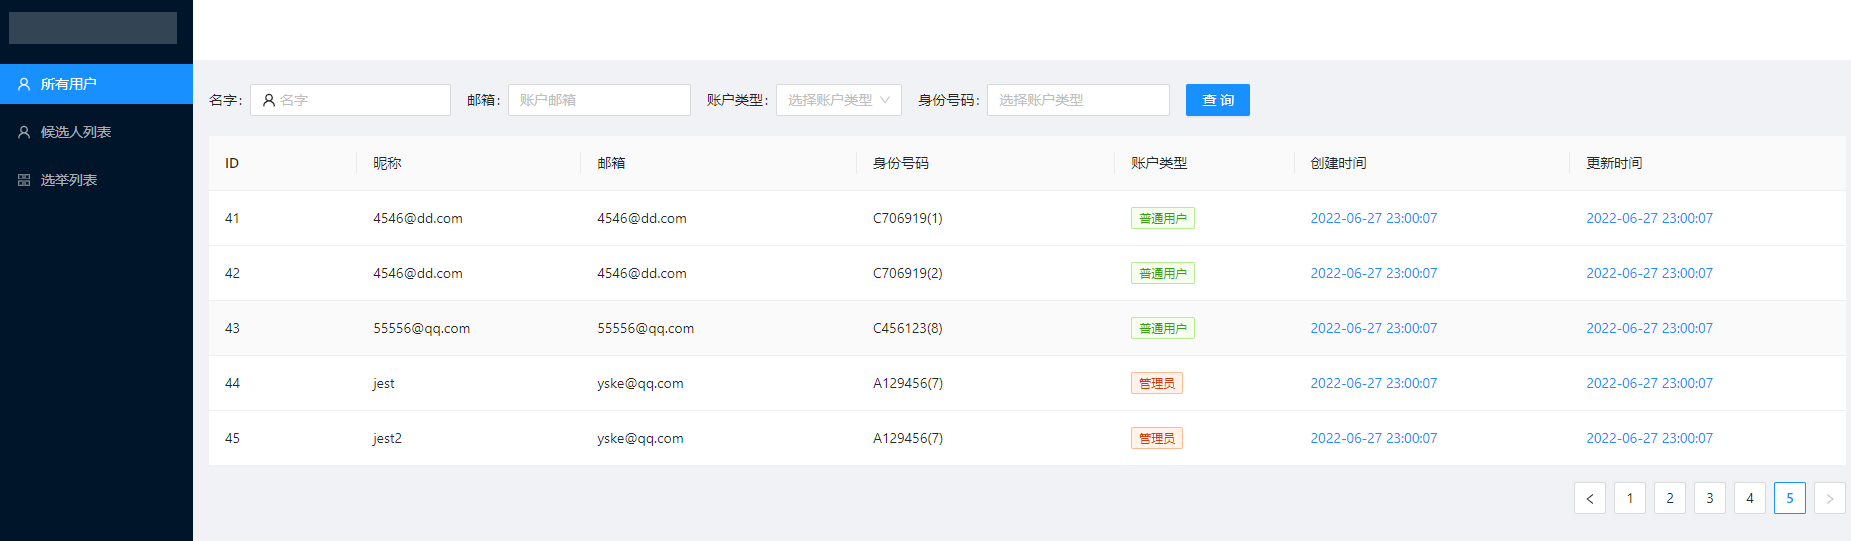 所有用户
候选人列表
选举列表
名字: 名字 邮箱: 账户邮箱 账户类型: 选择账户类型 身份号码: 选择账户类型 查 询
ID 昵称 邮箱 身份号码 账户类型 创建时间 更新时间
41 4546@dd.com 4546@dd.com C706919(1) 普通用户 2022-06-27 23:00:07 2022-06-27 23:00:07
42 4546@dd.com 4546@dd.com C706919(2) 普通用户 2022-06-27 23:00:07 2022-06-27 23:00:07
43 55556@qq.com 55556@qq.com C456123(8) 普通用户 2022-06-27 23:00:07 2022-06-27 23:00:07
44 jest yske@qq.com A129456(7) 管理员 2022-06-27 23:00:07 2022-06-27 23:00:07
45 jest2 yske@qq.com A129456(7) 管理员 2022-06-27 23:00:07 2022-06-27 23:00:07
< 1 2 3 4 5 >